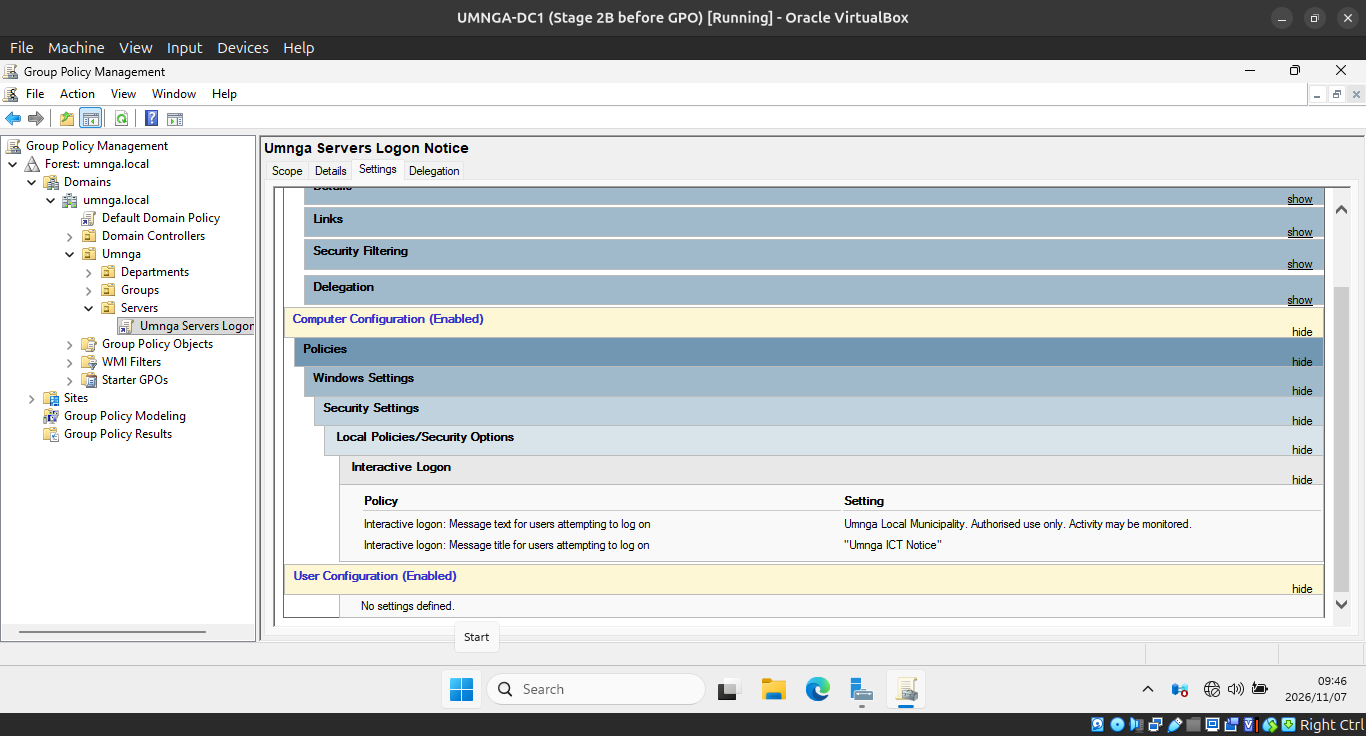 UMNGA-DC1 (Stage 2B before GPO) [Running] - Oracle VirtualBox
File Machine View Input Devices Help
Group Policy Management
File Action View Window Help
Group Policy Management
Forest: umnga.local
Domains
umnga.local
Default Domain Policy
Domain Controllers
Umnga
Departments
Groups
Servers
Umnga Servers Logor
Group Policy Objects
WMI Filters
Starter GPOs
Sites
Group Policy Modeling
Group Policy Results
Umnga Servers Logon Notice
Scope Details Settings Delegation
Details show
Links show
Security Filtering show
Delegation show
Computer Configuration (Enabled) hide
Policies hide
Windows Settings hide
Security Settings hide
Local Policies/Security Options hide
Interactive Logon hide
Policy Setting
Interactive logon: Message text for users attempting to log on Umnga Local Municipality. Authorised use only. Activity may be monitored.
Interactive logon: Message title for users attempting to log on "Umnga ICT Notice"
User Configuration (Enabled) hide
No settings defined.
Start
Search
09:46
2026/11/07
Right Ctrl